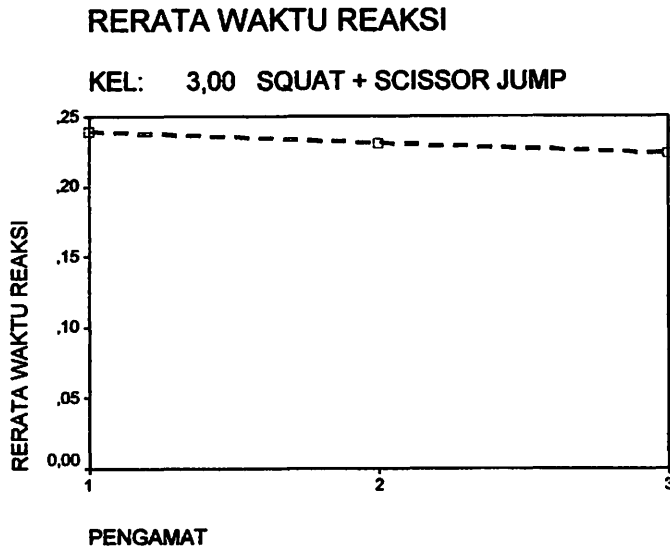 RERATA WAKTU REAKSI
KEL: 3,00 SQUAT + SCISSOR JUMP
RERATA WAKTU REAKSI
,25
,20
,15
,10
,05
0,00
1 2 3
PENGAMAT